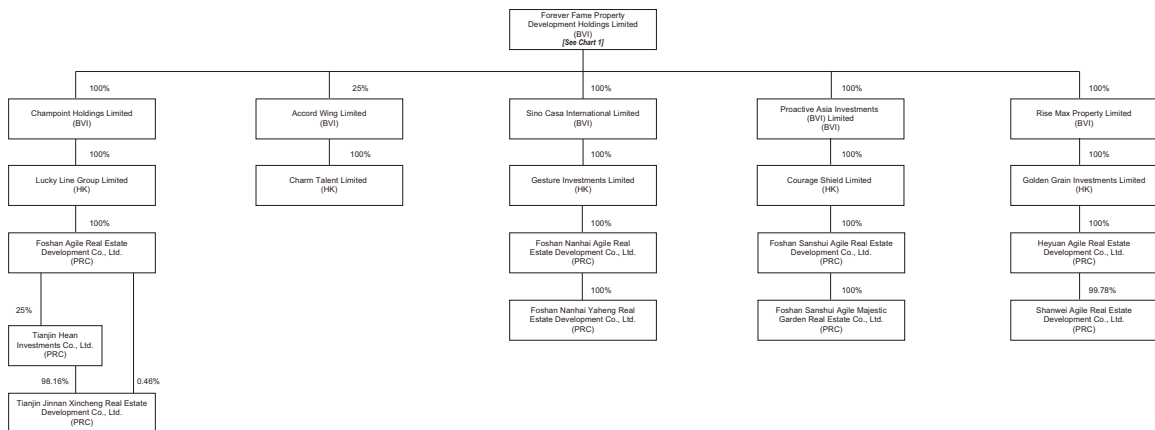 Forever Fame Property
Development Holdings Limited
(BVI)
[See Chart 1]
100%
25%
100%
100%
100%
Champoint Holdings Limited
(BVI)
Accord Wing Limited
(BVI)
Sino Casa International Limited
(BVI)
Proactive Asia Investments
(BVI) Limited
(BVI)
Rise Max Property Limited
(BVI)
100%
100%
100%
100%
100%
Lucky Line Group Limited
(HK)
Charm Talent Limited
(HK)
Gesture Investments Limited
(HK)
Courage Shield Limited
(HK)
Golden Grain Investments Limited
(HK)
100%
100%
100%
100%
Foshan Agile Real Estate
Development Co., Ltd.
(PRC)
Foshan Nanhai Agile Real
Estate Development Co., Ltd.
(PRC)
Foshan Sanshui Agile Real Estate
Development Co., Ltd.
(PRC)
Heyuan Agile Real Estate
Development Co., Ltd.
(PRC)
25%
100%
100%
99.78%
Tianjin Hean
Investments Co., Ltd.
(PRC)
Foshan Nanhai Yaheng Real
Estate Development Co., Ltd.
(PRC)
Foshan Sanshui Agile Majestic
Garden Real Estate Co., Ltd.
(PRC)
Shanwei Agile Real Estate
Development Co., Ltd.
(PRC)
98.16%
0.46%
Tianjin Jinnan Xincheng Real Estate
Development Co., Ltd.
(PRC)